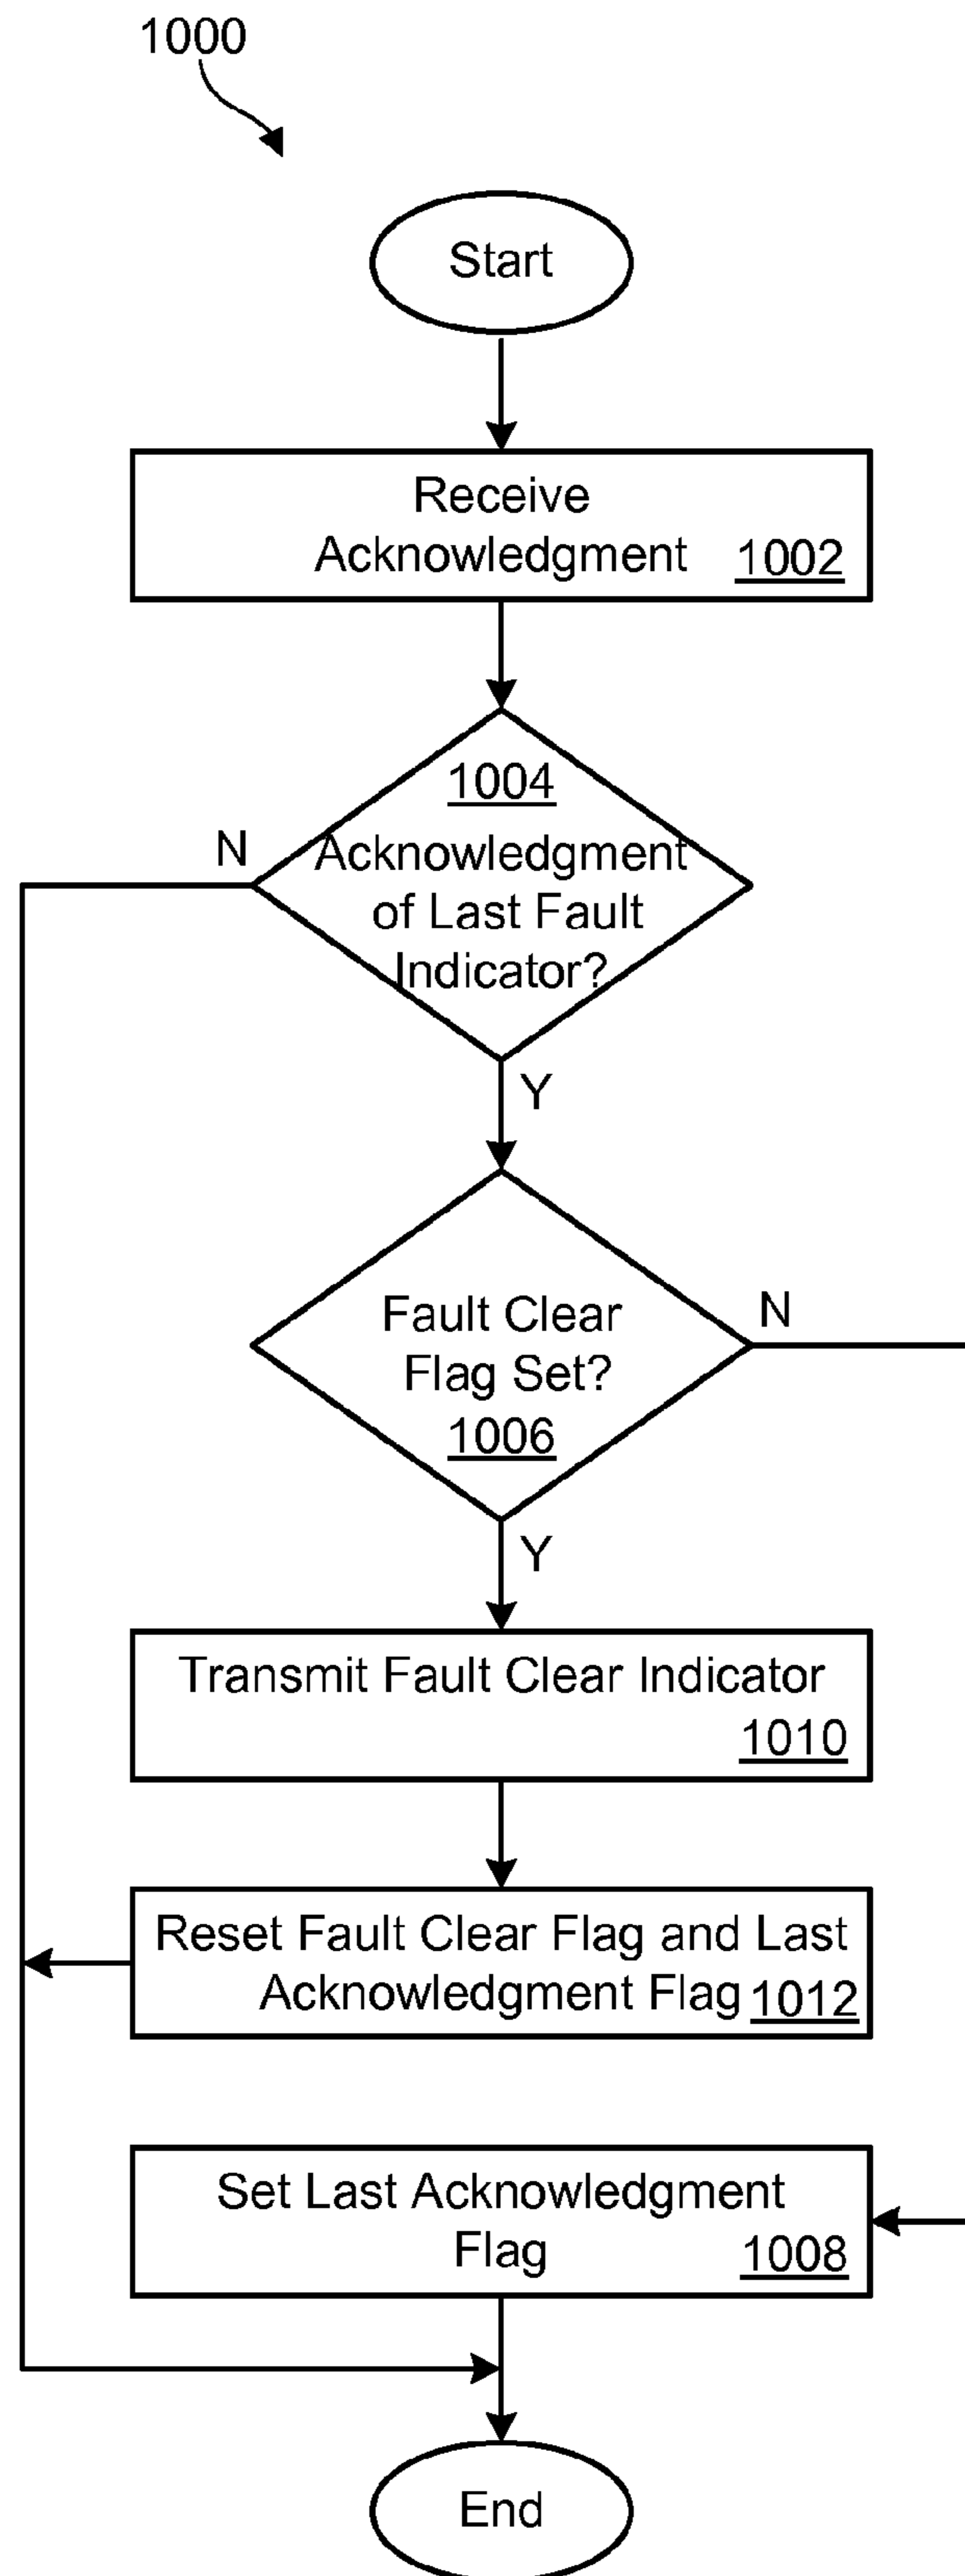 1000
Start
Receive
Acknowledgment 1002
1004
N
Acknowledgment
of Last Fault
Indicator?
Y
N
Fault Clear
Flag Set?
1006
Y
Transmit Fault Clear Indicator
1010
Reset Fault Clear Flag and Last
Acknowledgment Flag 1012
Set Last Acknowledgment
Flag 1008
End